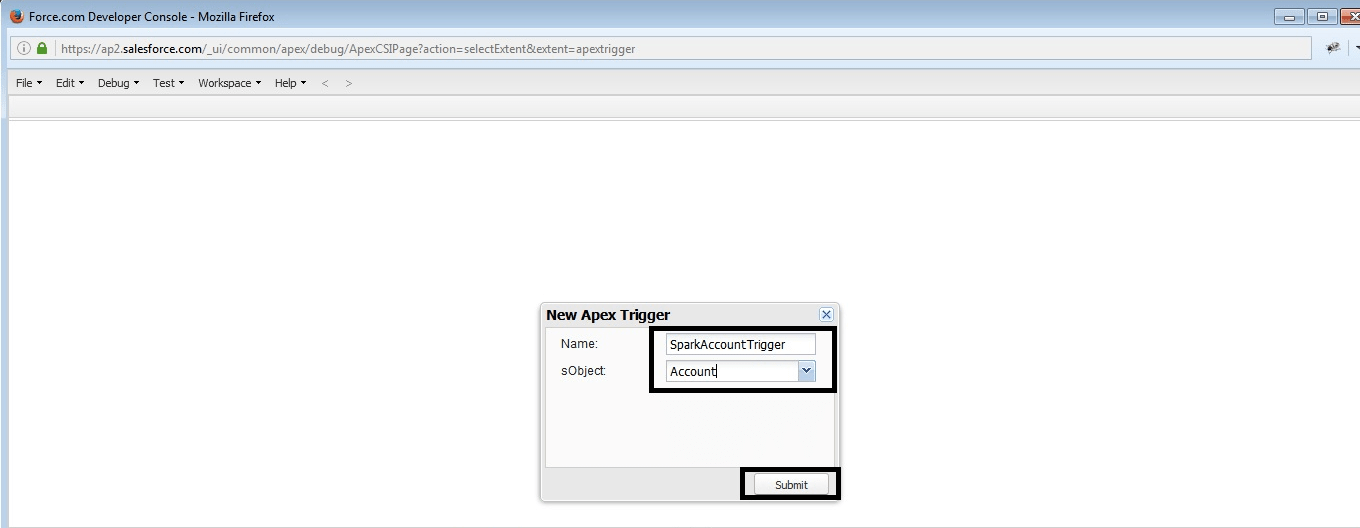 Force.com Developer Console - Mozilla Firefox
https://ap2.salesforce.com/_ui/common/apex/debug/ApexCSIPage?action=selectExtent&extent=apextrigger
File Edit Debug Test Workspace Help < >
New Apex Trigger
Name: SparkAccountTrigger
sObject: Account
Submit